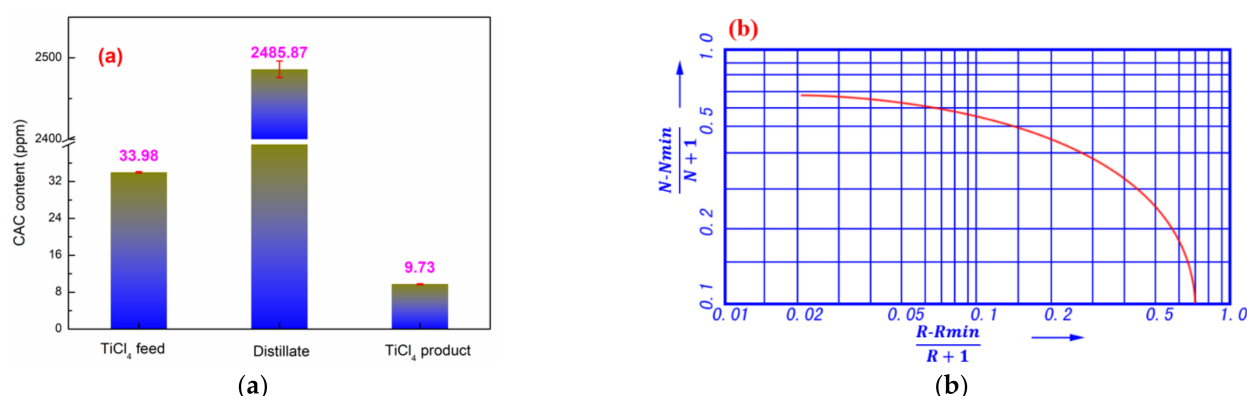 (a)
2485.87
2500
2400
33.98
32
24
16
9.73
8
0
CAC content (ppm)
TiCl4 feed
Distillate
TiCl4 product
(a)
(b)
1.0
0.5
0.2
0.1
N-Nmin
N + 1
0.01
0.02
0.05
0.1
0.2
0.5
1.0
R-Rmin
R + 1
(b)